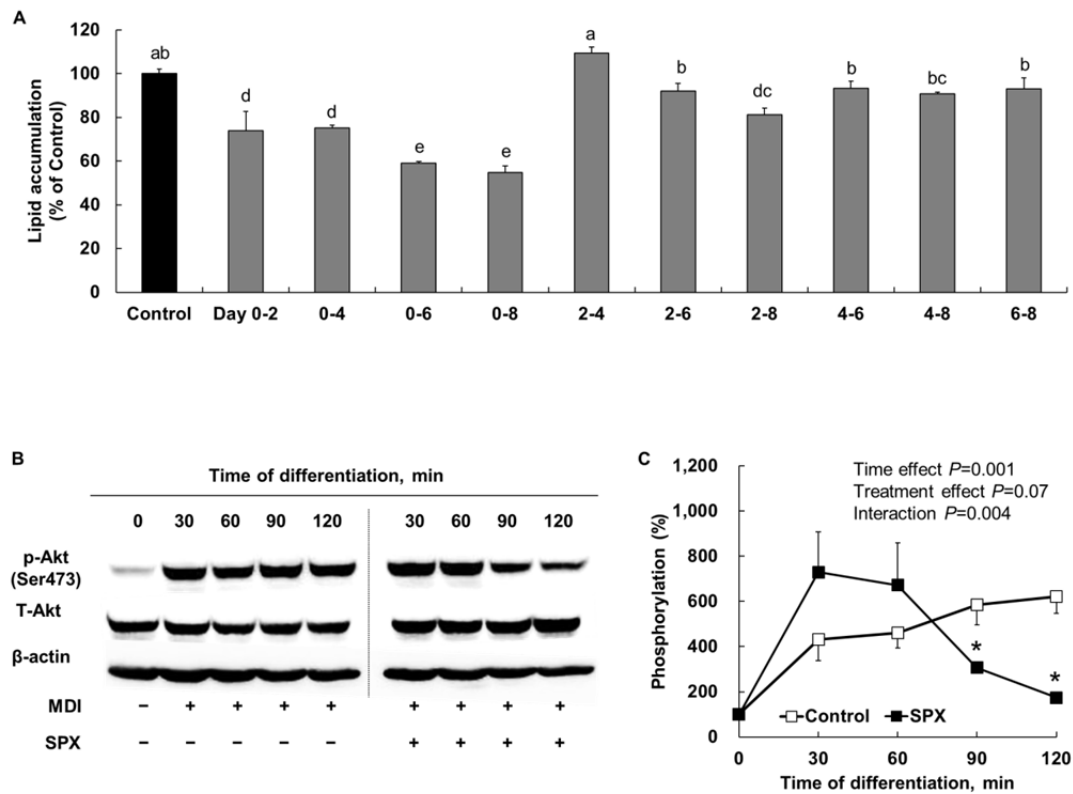 A
Lipid accumulation
(% of Control)
140
120
100
80
60
40
20
0
ab
d
d
e
e
a
b
dc
b
bc
b
Control Day 0-2 0-4 0-6 0-8 2-4 2-6 2-8 4-6 4-8 6-8
B
Time of differentiation, min
0 30 60 90 120 30 60 90 120
p-Akt
(Ser473)
T-Akt
β-actin
MDI − + + + + + + + +
SPX − − − − − + + + +
C
Time effect P=0.001
Treatment effect P=0.07
Interaction P=0.004
Phosphorylation (%)
1,200
1,000
800
600
400
200
0
*
*
Control SPX
0 30 60 90 120
Time of differentiation, min